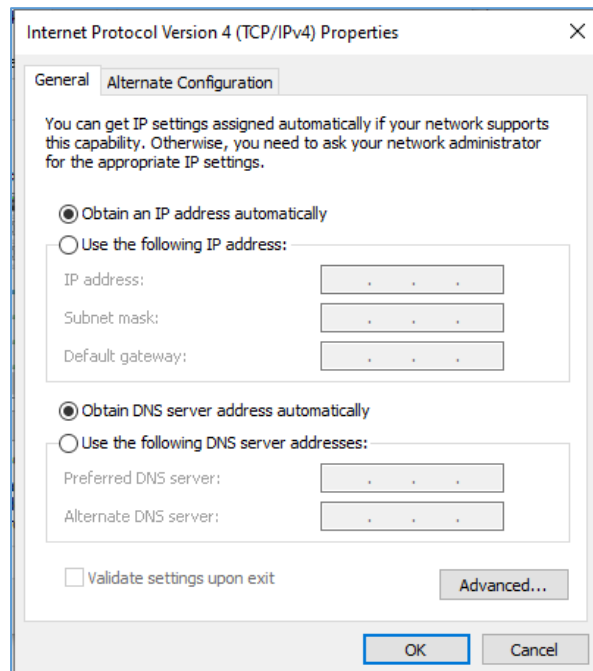 Internet Protocol Version 4 (TCP/IPv4) Properties
General
Alternate Configuration
You can get IP settings assigned automatically if your network supports
this capability. Otherwise, you need to ask your network administrator
for the appropriate IP settings.
Obtain an IP address automatically
Use the following IP address:
IP address:
Subnet mask:
Default gateway:
Obtain DNS server address automatically
Use the following DNS server addresses:
Preferred DNS server:
Alternate DNS server:
Validate settings upon exit
Advanced...
OK
Cancel